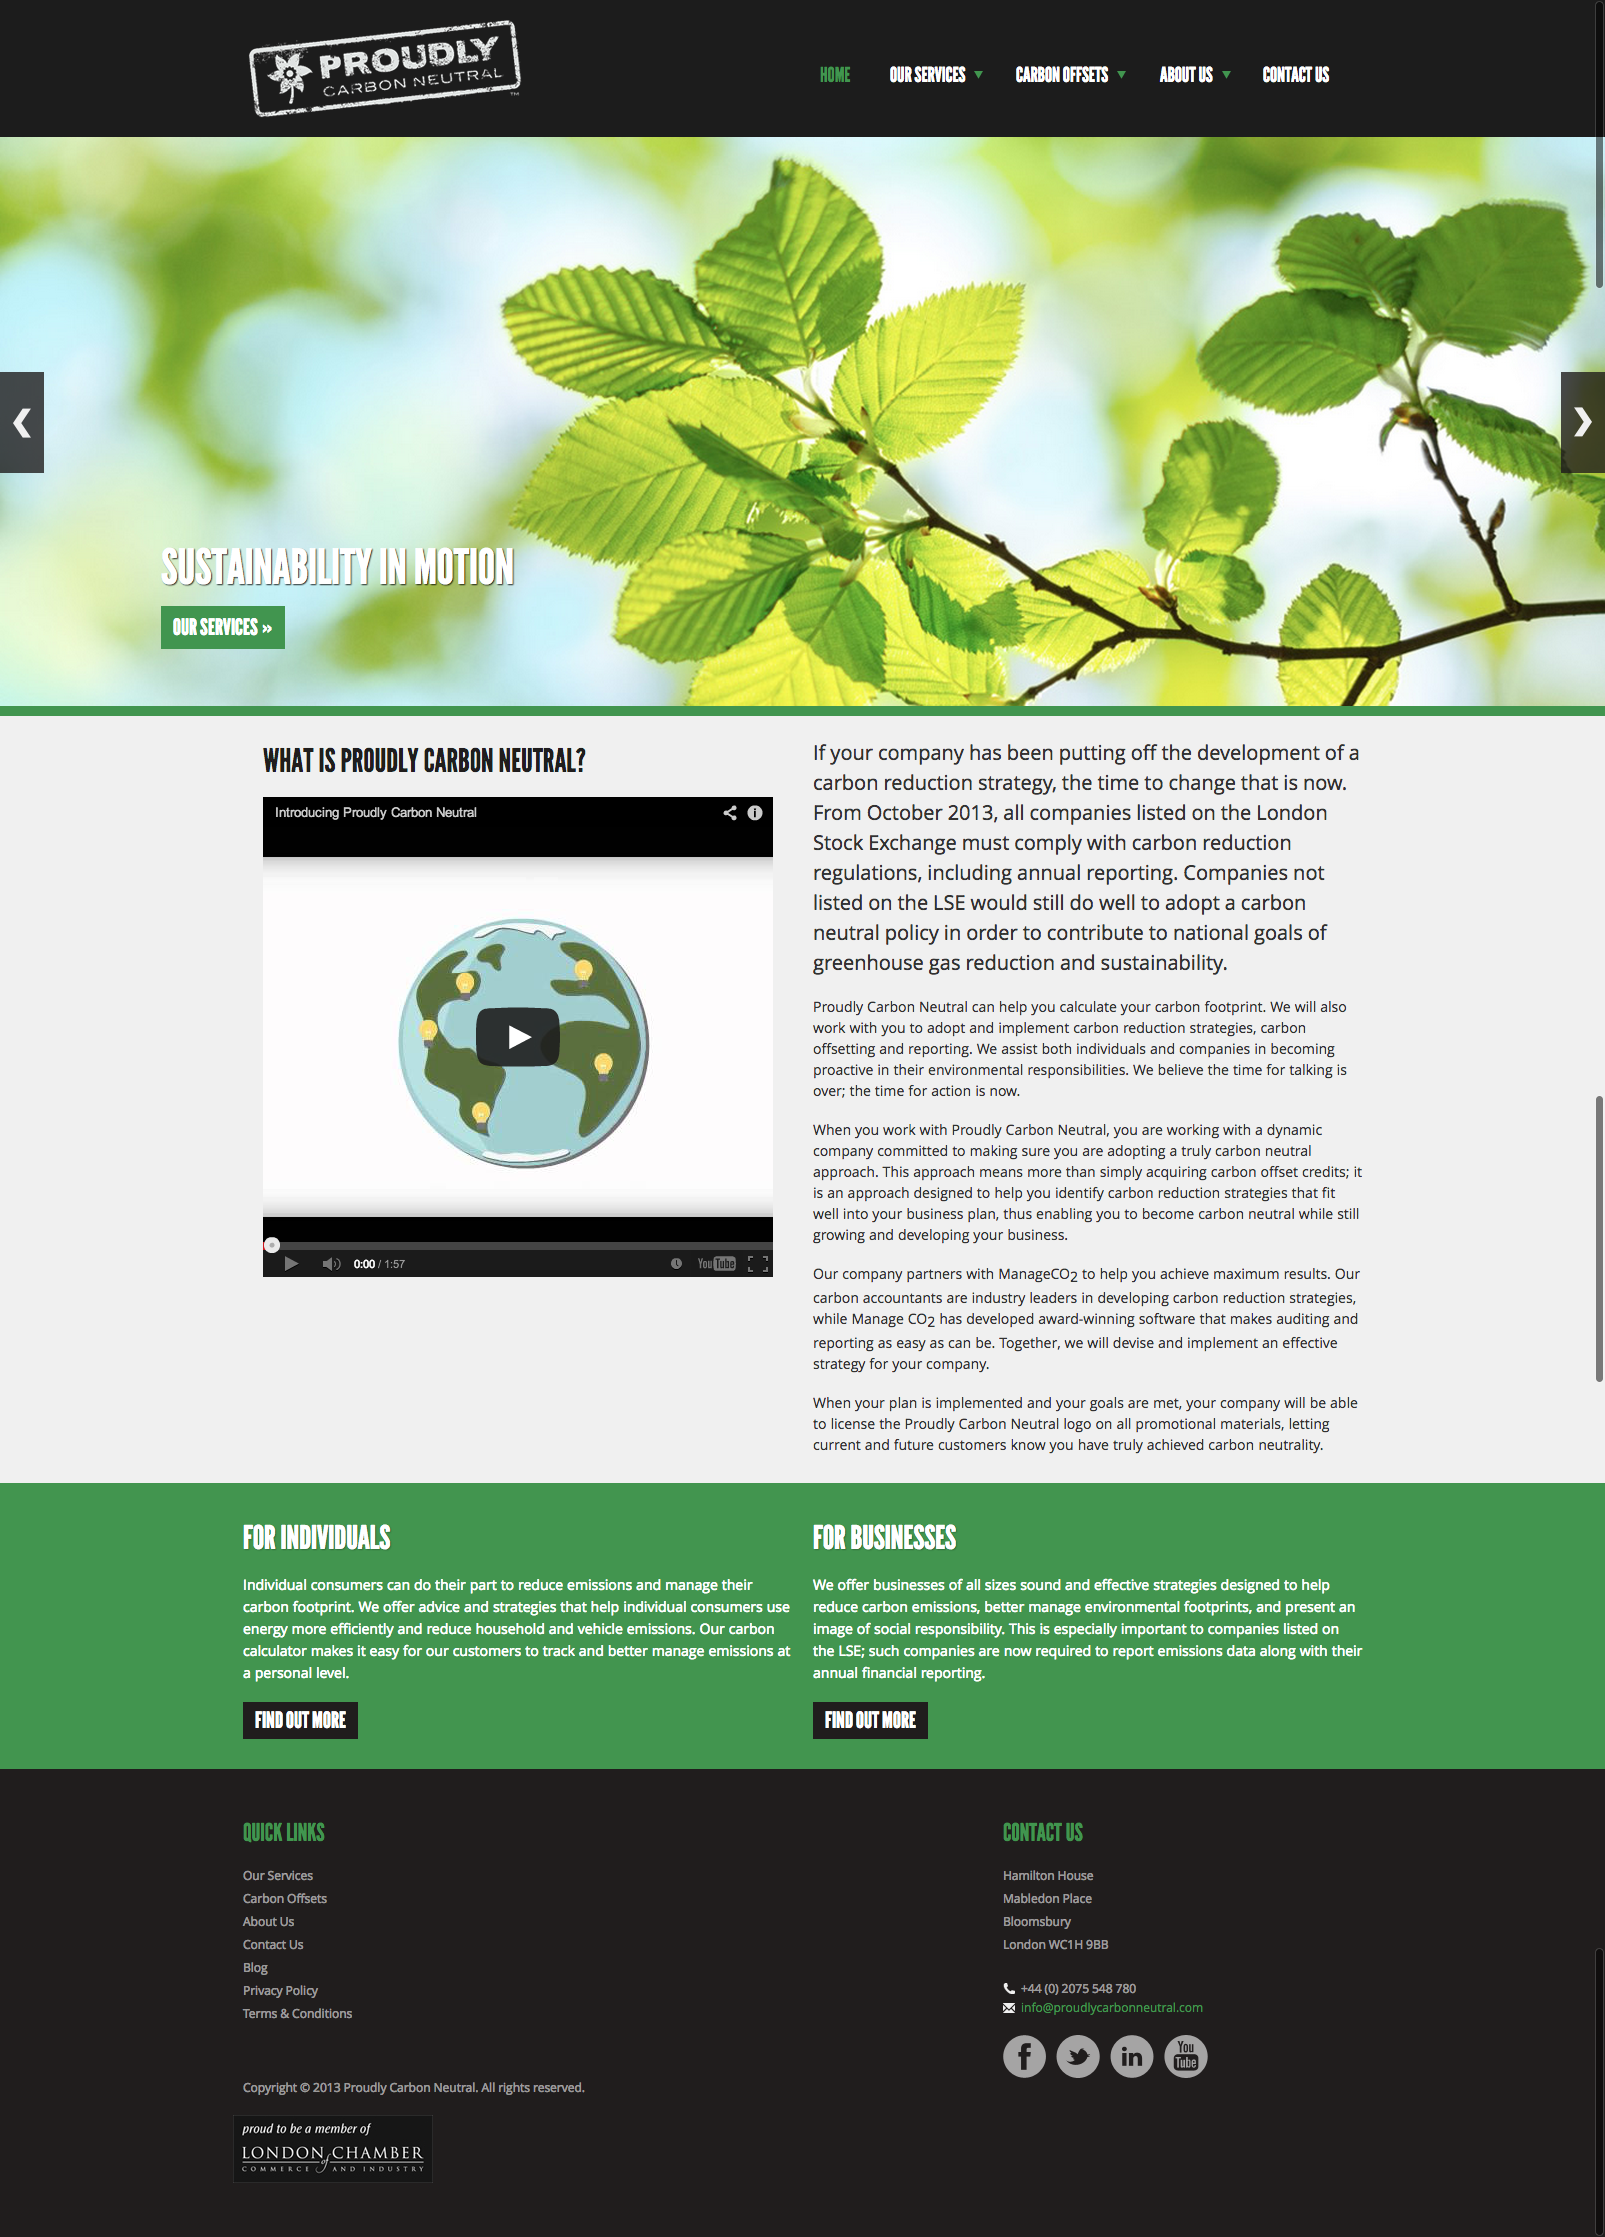 PROUDLY
CARBON NEUTRAL
™
HOME OUR SERVICES CARBON OFFSETS ABOUT US CONTACT US
SUSTAINABILITY IN MOTION
OUR SERVICES »
WHAT IS PROUDLY CARBON NEUTRAL?
Introducing Proudly Carbon Neutral
0:00 / 1:57
YouTube
If your company has been putting off the development of a
carbon reduction strategy, the time to change that is now.
From October 2013, all companies listed on the London
Stock Exchange must comply with carbon reduction
regulations, including annual reporting. Companies not
listed on the LSE would still do well to adopt a carbon
neutral policy in order to contribute to national goals of
greenhouse gas reduction and sustainability.
Proudly Carbon Neutral can help you calculate your carbon footprint. We will also
work with you to adopt and implement carbon reduction strategies, carbon
offsetting and reporting. We assist both individuals and companies in becoming
proactive in their environmental responsibilities. We believe the time for talking is
over; the time for action is now.
When you work with Proudly Carbon Neutral, you are working with a dynamic
company committed to making sure you are adopting a truly carbon neutral
approach. This approach means more than simply acquiring carbon offset credits; it
is an approach designed to help you identify carbon reduction strategies that fit
well into your business plan, thus enabling you to become carbon neutral while still
growing and developing your business.
Our company partners with ManageCO2 to help you achieve maximum results. Our
carbon accountants are industry leaders in developing carbon reduction strategies,
while Manage CO2 has developed award-winning software that makes auditing and
reporting as easy as can be. Together, we will devise and implement an effective
strategy for your company.
When your plan is implemented and your goals are met, your company will be able
to license the Proudly Carbon Neutral logo on all promotional materials, letting
current and future customers know you have truly achieved carbon neutrality.
FOR INDIVIDUALS
Individual consumers can do their part to reduce emissions and manage their
carbon footprint. We offer advice and strategies that help individual consumers use
energy more efficiently and reduce household and vehicle emissions. Our carbon
calculator makes it easy for our customers to track and better manage emissions at
a personal level.
FIND OUT MORE
FOR BUSINESSES
We offer businesses of all sizes sound and effective strategies designed to help
reduce carbon emissions, better manage environmental footprints, and present an
image of social responsibility. This is especially important to companies listed on
the LSE; such companies are now required to report emissions data along with their
annual financial reporting.
FIND OUT MORE
QUICK LINKS
Our Services
Carbon Offsets
About Us
Contact Us
Blog
Privacy Policy
Terms & Conditions
CONTACT US
Hamilton House
Mabledon Place
Bloomsbury
London WC1H 9BB
+44 (0) 2075 548 780
info@proudlycarbonneutral.com
f in You
Tube
Copyright © 2013 Proudly Carbon Neutral. All rights reserved.
proud to be a member of
LONDON of CHAMBER
COMMERCE AND INDUSTRY